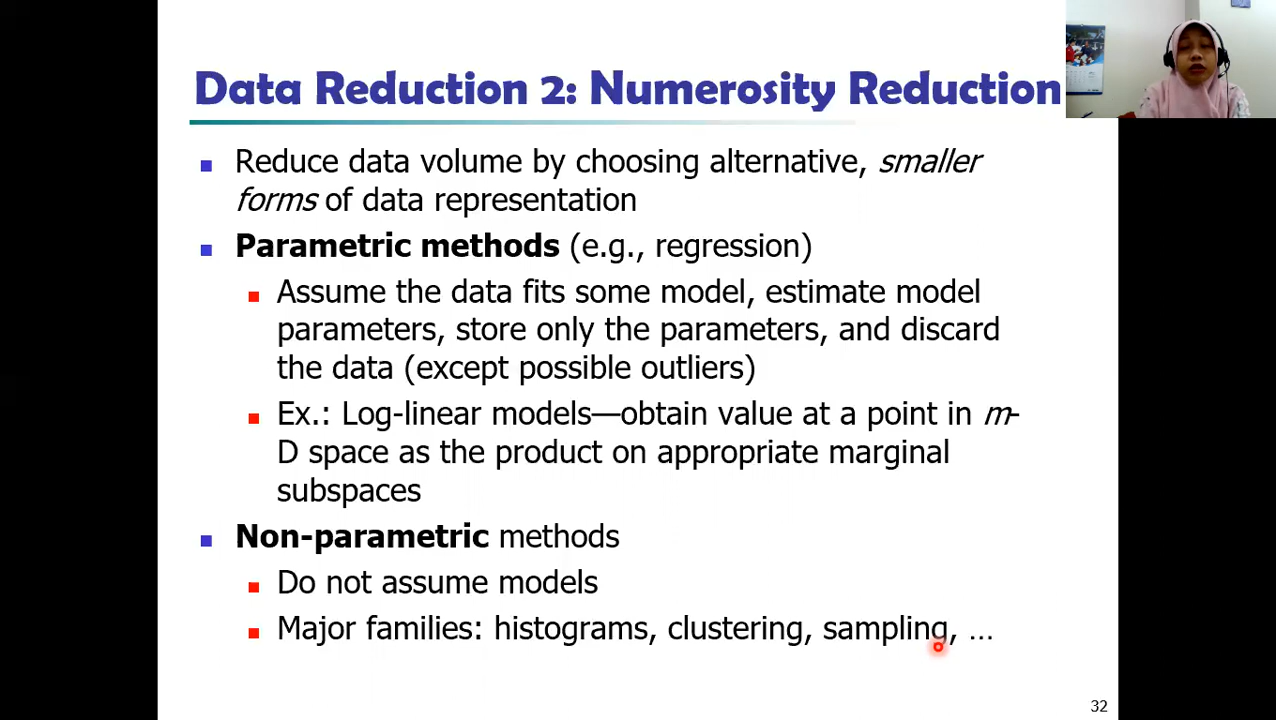 Data Reduction 2: Numerosity Reduction
Reduce data volume by choosing alternative, smaller
forms of data representation
Parametric methods (e.g., regression)
Assume the data fits some model, estimate model
parameters, store only the parameters, and discard
the data (except possible outliers)
Ex.: Log-linear models—obtain value at a point in m-
D space as the product on appropriate marginal
subspaces
Non-parametric methods
Do not assume models
Major families: histograms, clustering, sampling, …
32